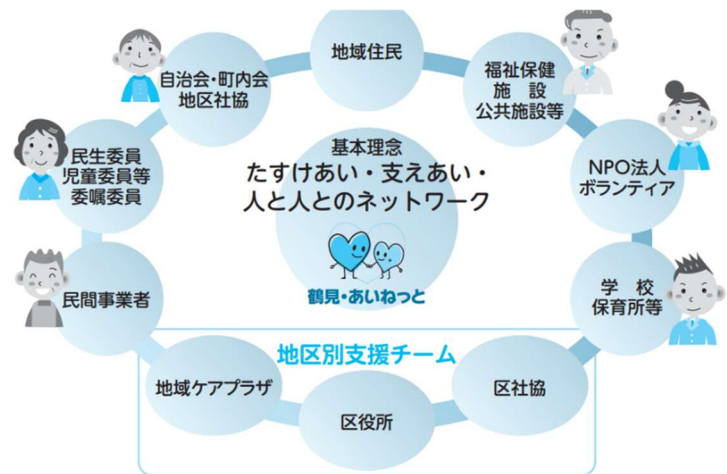 地域住民
自治会・町内会
地区社協
福祉保健
施　設
公共施設等
民生委員
児童委員等
委嘱委員
基本理念
たすけあい・支えあい・
人と人とのネットワーク
鶴見・あいねっと
NPO法人
ボランティア
民間事業者
学　校
保育所等
地区別支援チーム
地域ケアプラザ
区役所
区社協